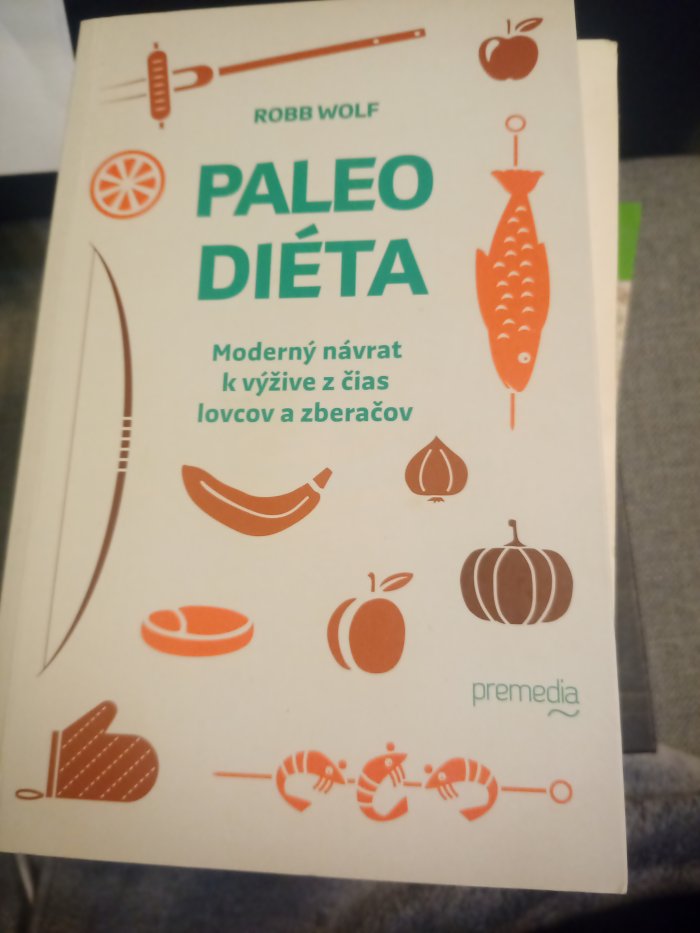 ROBB WOLF
PALEO
DIÉTA
Moderný návrat
k výžive z čias
lovcov a zberačov
premedia